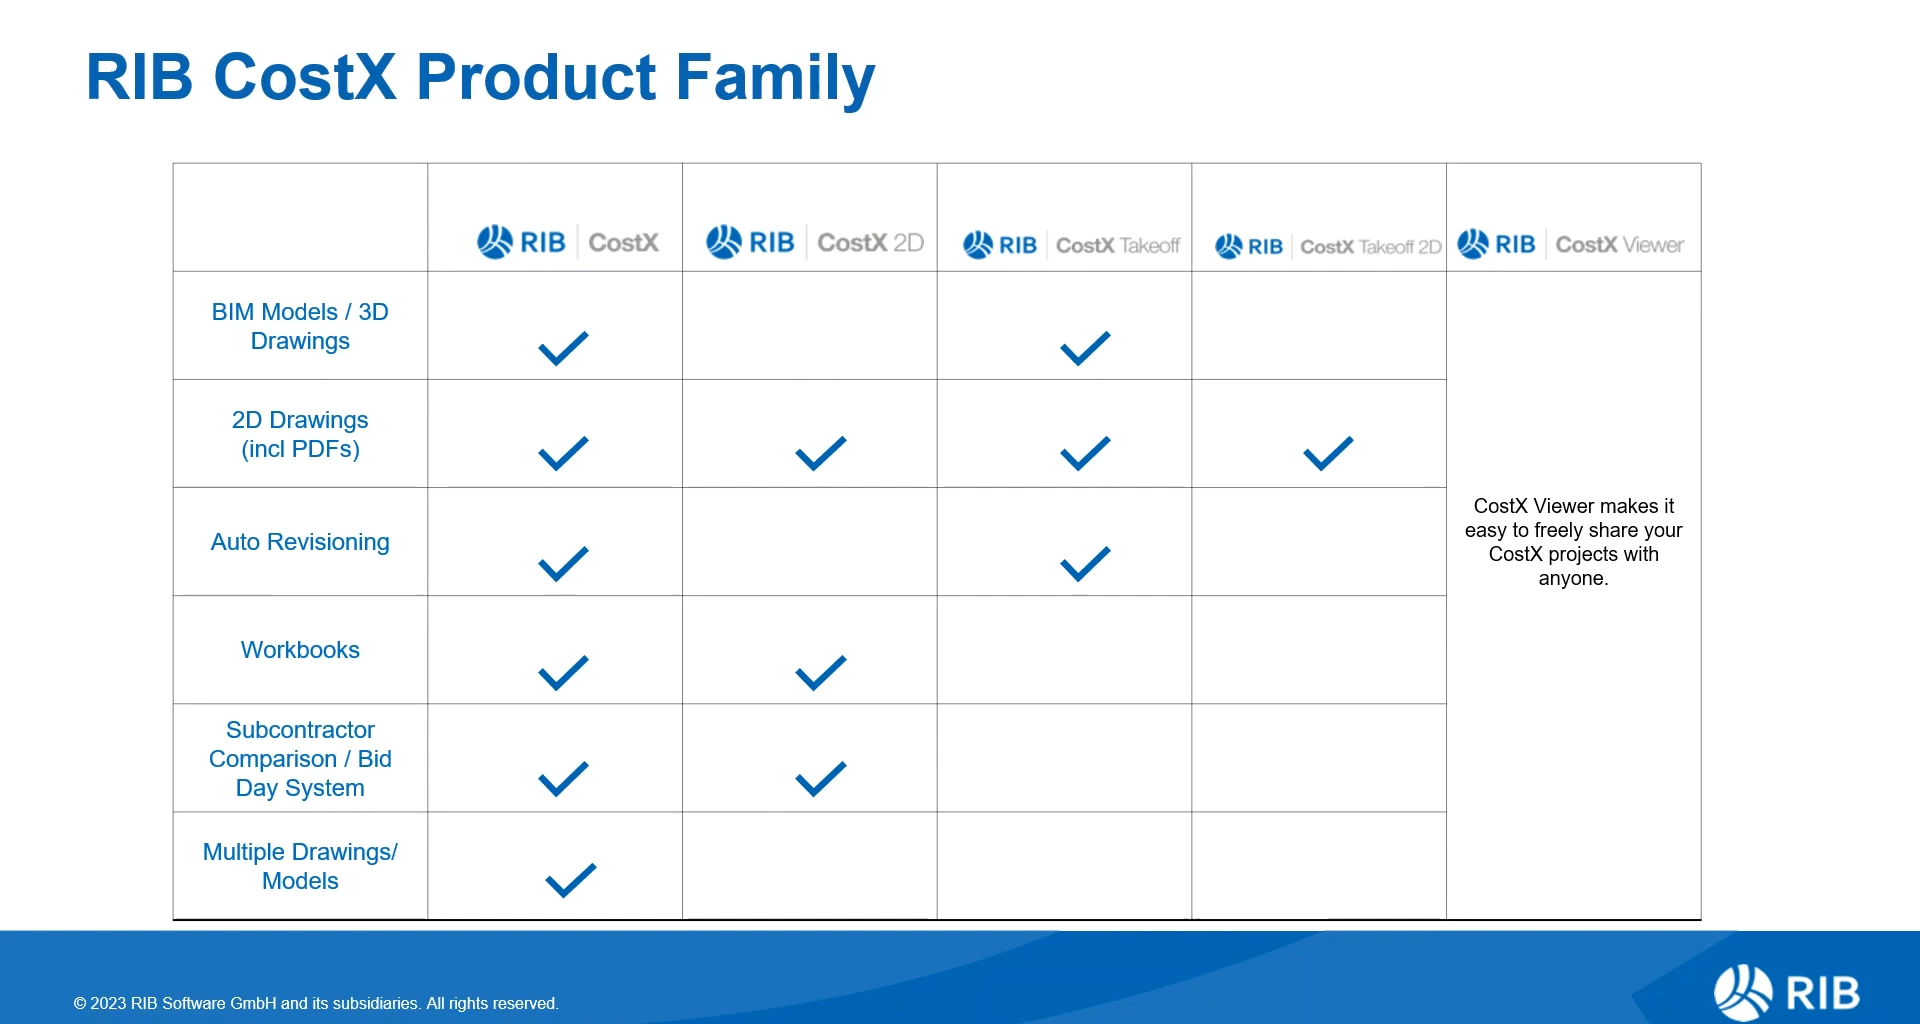 RIB CostX Product Family
RIB CostX
RIB CostX 2D
RIB CostX Takeoff
RIB CostX Takeoff 2D
RIB CostX Viewer
BIM Models / 3D
Drawings
2D Drawings
(incl PDFs)
Auto Revisioning
Workbooks
Subcontractor
Comparison / Bid
Day System
Multiple Drawings/
Models
CostX Viewer makes it
easy to freely share your
CostX projects with
anyone.
© 2023 RIB Software GmbH and its subsidiaries. All rights reserved.
RIB